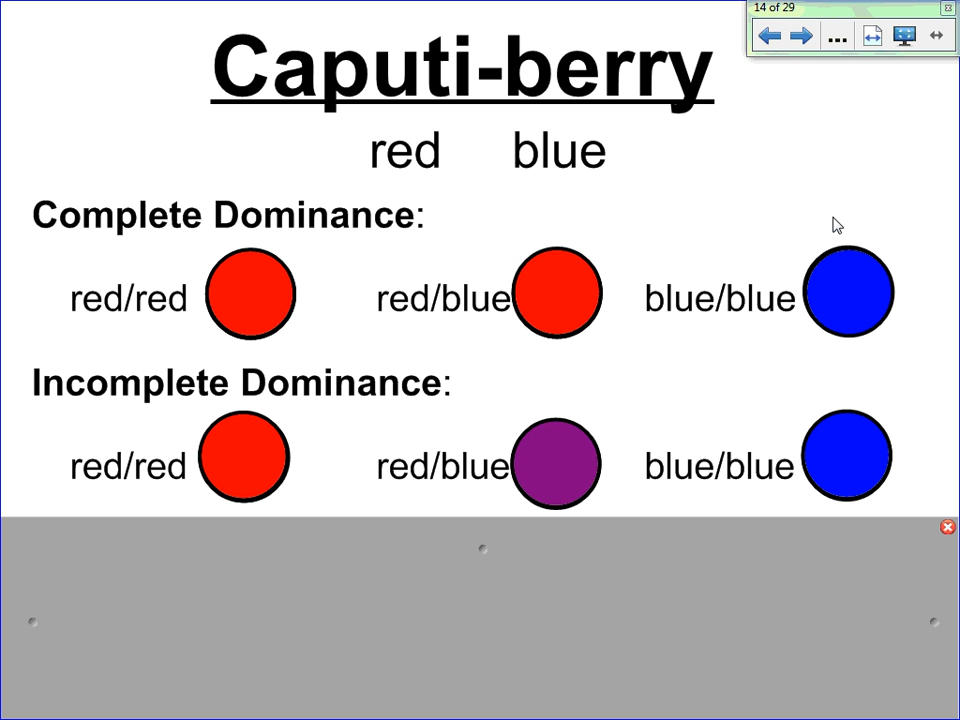 14 of 29
Caputi-berry
red blue
Complete Dominance:
red/red red/blue blue/blue
Incomplete Dominance:
red/red red/blue blue/blue